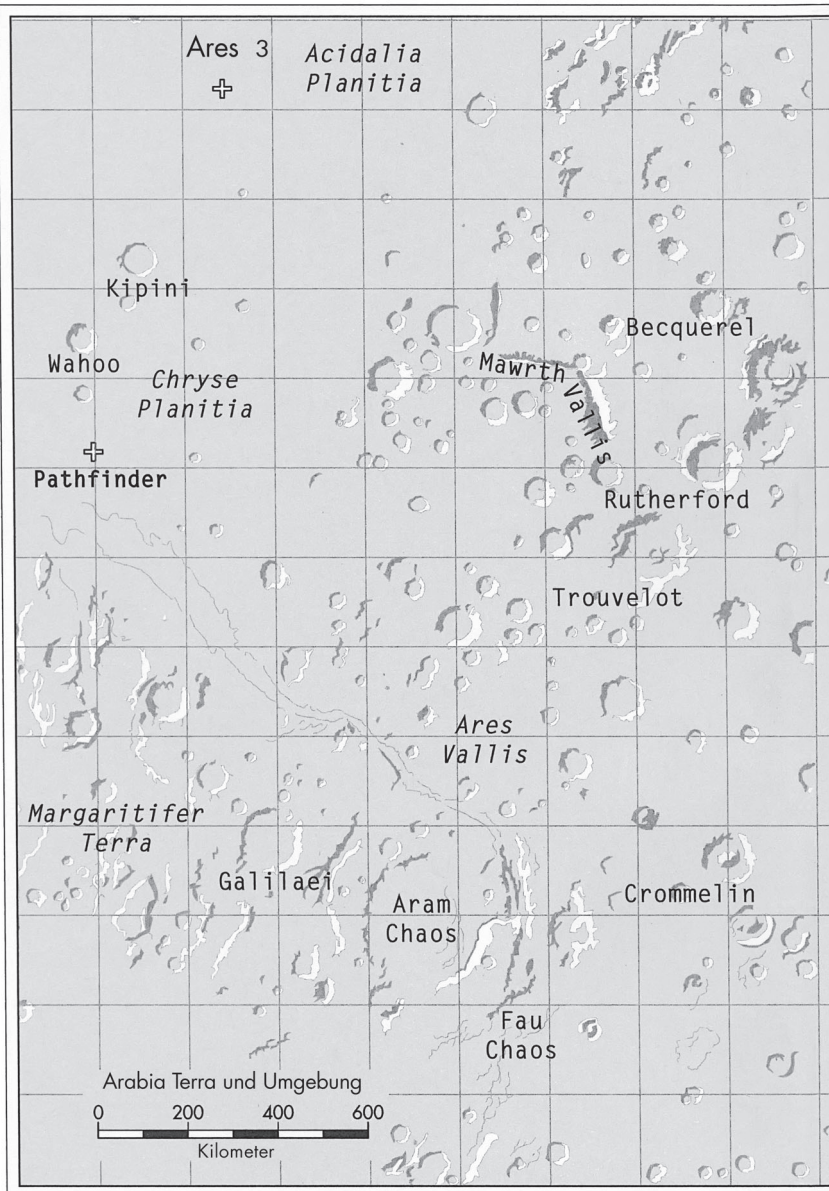 Ares 3
Acidalia
Planitia
Kipini
Becquerel
Wahoo
Mawrth
Vallis
Chryse
Planitia
Pathfinder
Rutherford
Trouvelot
Ares
Vallis
Margaritifer
Terra
Galilaei
Aram
Chaos
Crommelin
Fau
Chaos
Arabia Terra und Umgebung
0 200 400 600
Kilometer